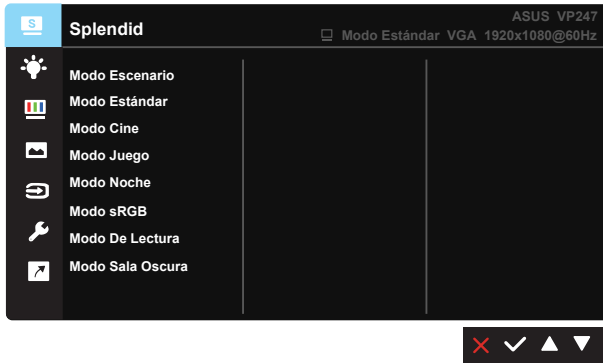 S
Splendid
ASUS VP247
Modo Estándar VGA 1920x1080@60Hz
Modo Escenario
Modo Estándar
Modo Cine
Modo Juego
Modo Noche
Modo sRGB
Modo De Lectura
Modo Sala Oscura